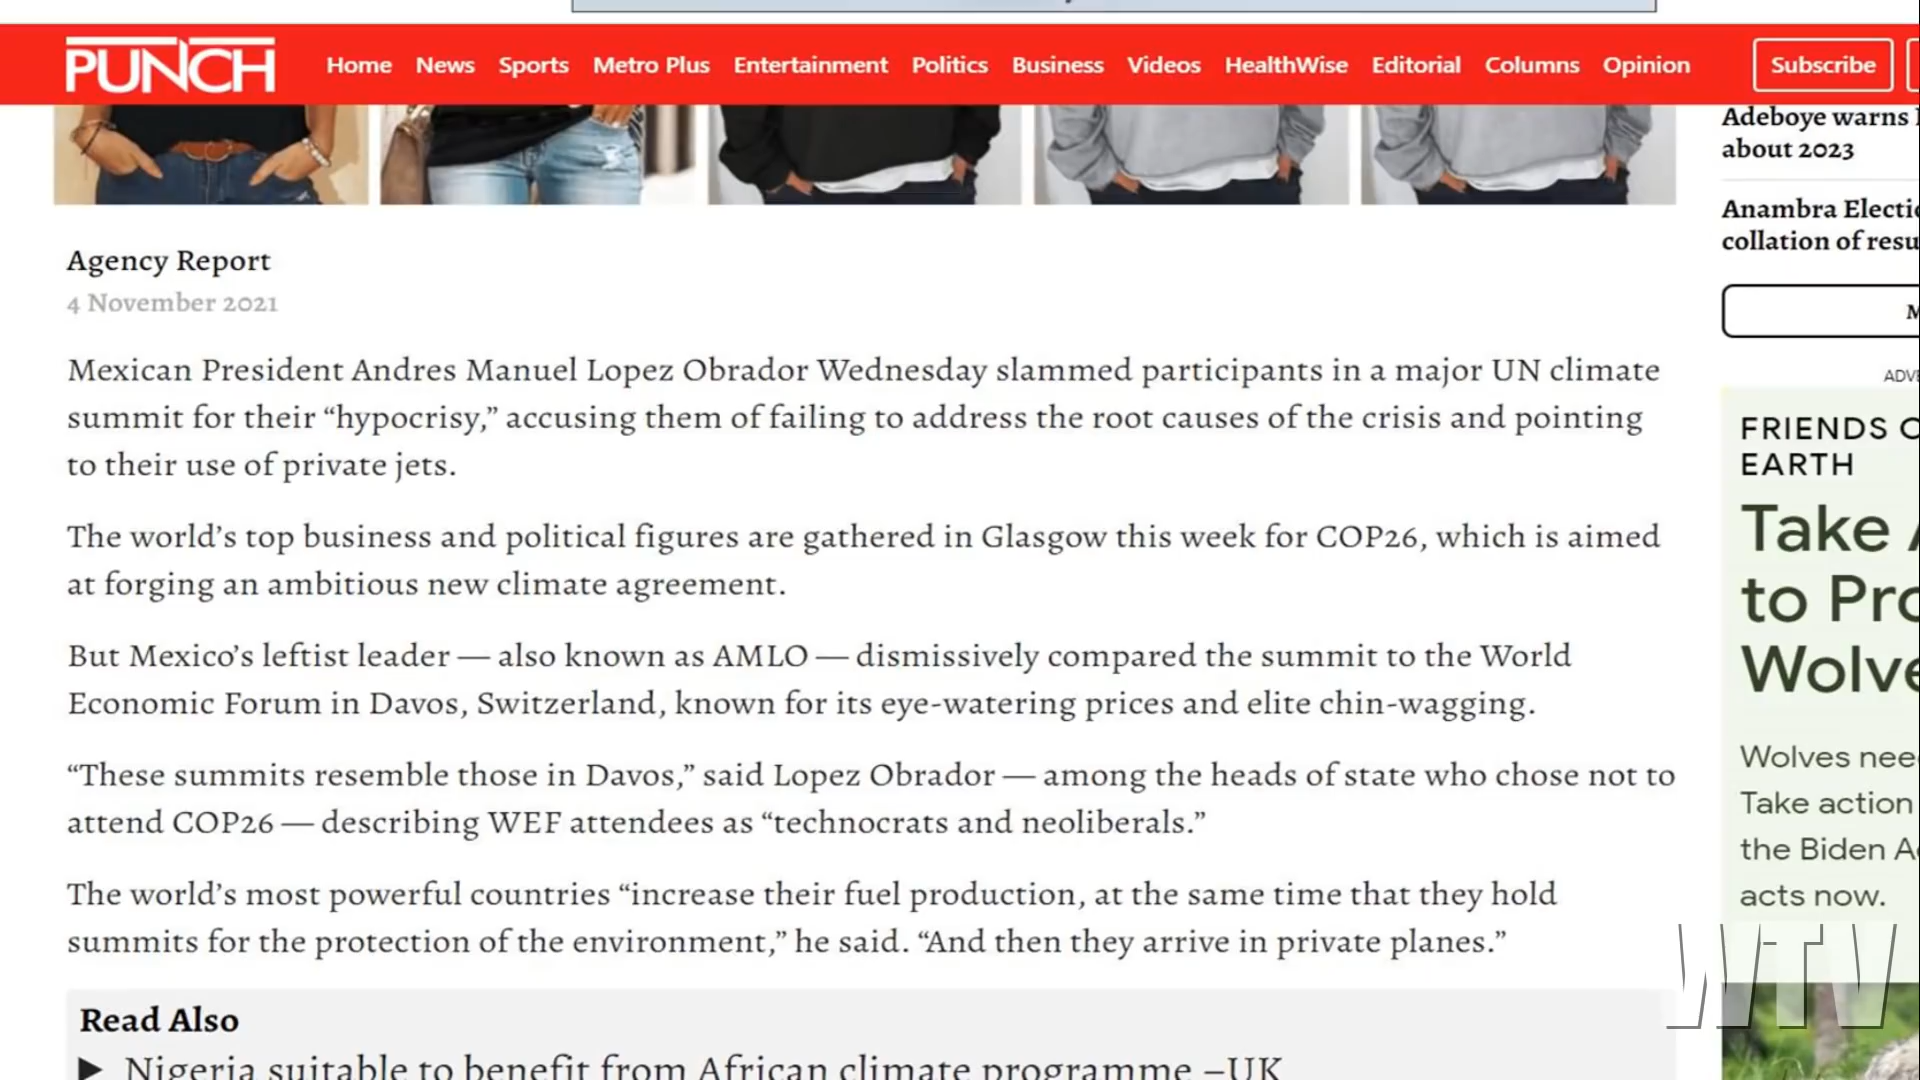 PUNCH
Home News Sports Metro Plus Entertainment Politics Business Videos HealthWise Editorial Columns Opinion Subscribe
Adeboye warns
about 2023
Anambra
collation of
Agency Report
4 November 2021
Mexican President Andres Manuel Lopez Obrador Wednesday slammed participants in a major UN climate
summit for their “hypocrisy,” accusing them of failing to address the root causes of the crisis and pointing
to their use of private jets.
The world’s top business and political figures are gathered in Glasgow this week for COP26, which is aimed
at forging an ambitious new climate agreement.
But Mexico’s leftist leader — also known as AMLO — dismissively compared the summit to the World
Economic Forum in Davos, Switzerland, known for its eye-watering prices and elite chin-wagging.
“These summits resemble those in Davos,” said Lopez Obrador — among the heads of state who chose not to
attend COP26 — describing WEF attendees as “technocrats and neoliberals.”
The world’s most powerful countries “increase their fuel production, at the same time that they hold
summits for the protection of the environment,” he said. “And then they arrive in private planes.”
Read Also
Nigeria suitable to benefit from African climate programme –UK
FRIENDS
EARTH
Take
to
Wolves
Take action
the Biden
acts now.
WTV